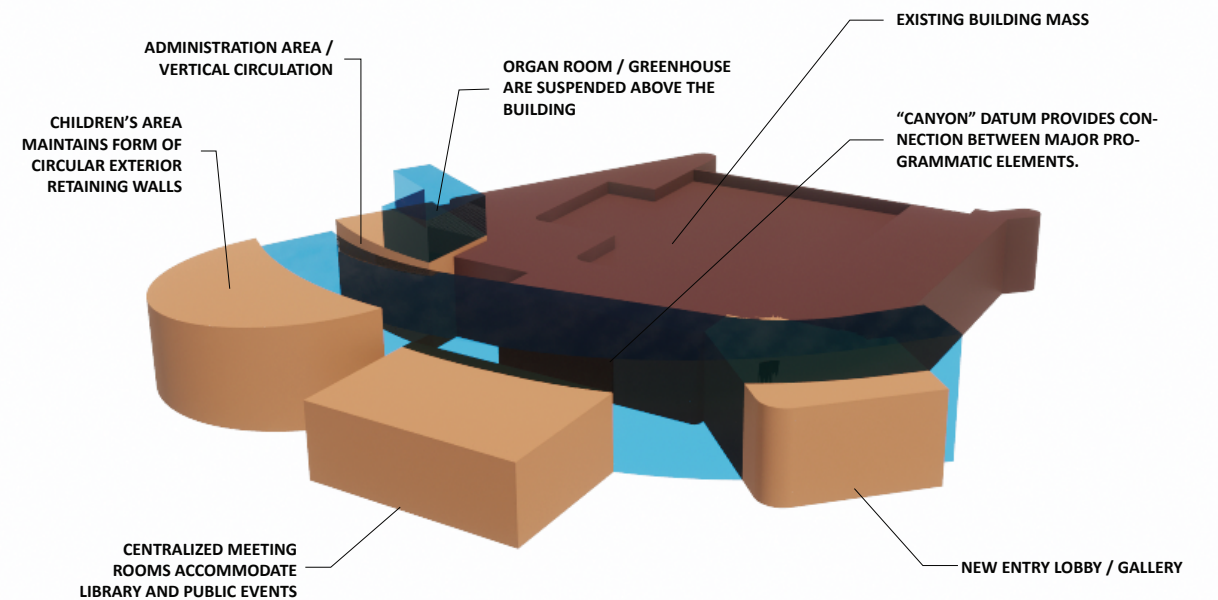 EXISTING BUILDING MASS
ADMINISTRATION AREA /
VERTICAL CIRCULATION
ORGAN ROOM / GREENHOUSE
ARE SUSPENDED ABOVE THE
BUILDING
CHILDREN’S AREA
MAINTAINS FORM OF
CIRCULAR EXTERIOR
RETAINING WALLS
“CANYON” DATUM PROVIDES CON-
NECTION BETWEEN MAJOR PRO-
GRAMMATIC ELEMENTS.
CENTRALIZED MEETING
ROOMS ACCOMMODATE
LIBRARY AND PUBLIC EVENTS
NEW ENTRY LOBBY / GALLERY